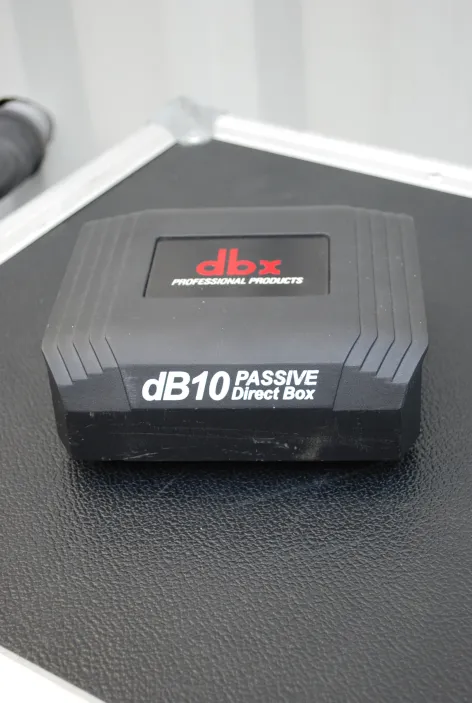 dbx
PROFESSIONAL PRODUCTS
dB10 PASSIVE
Direct Box